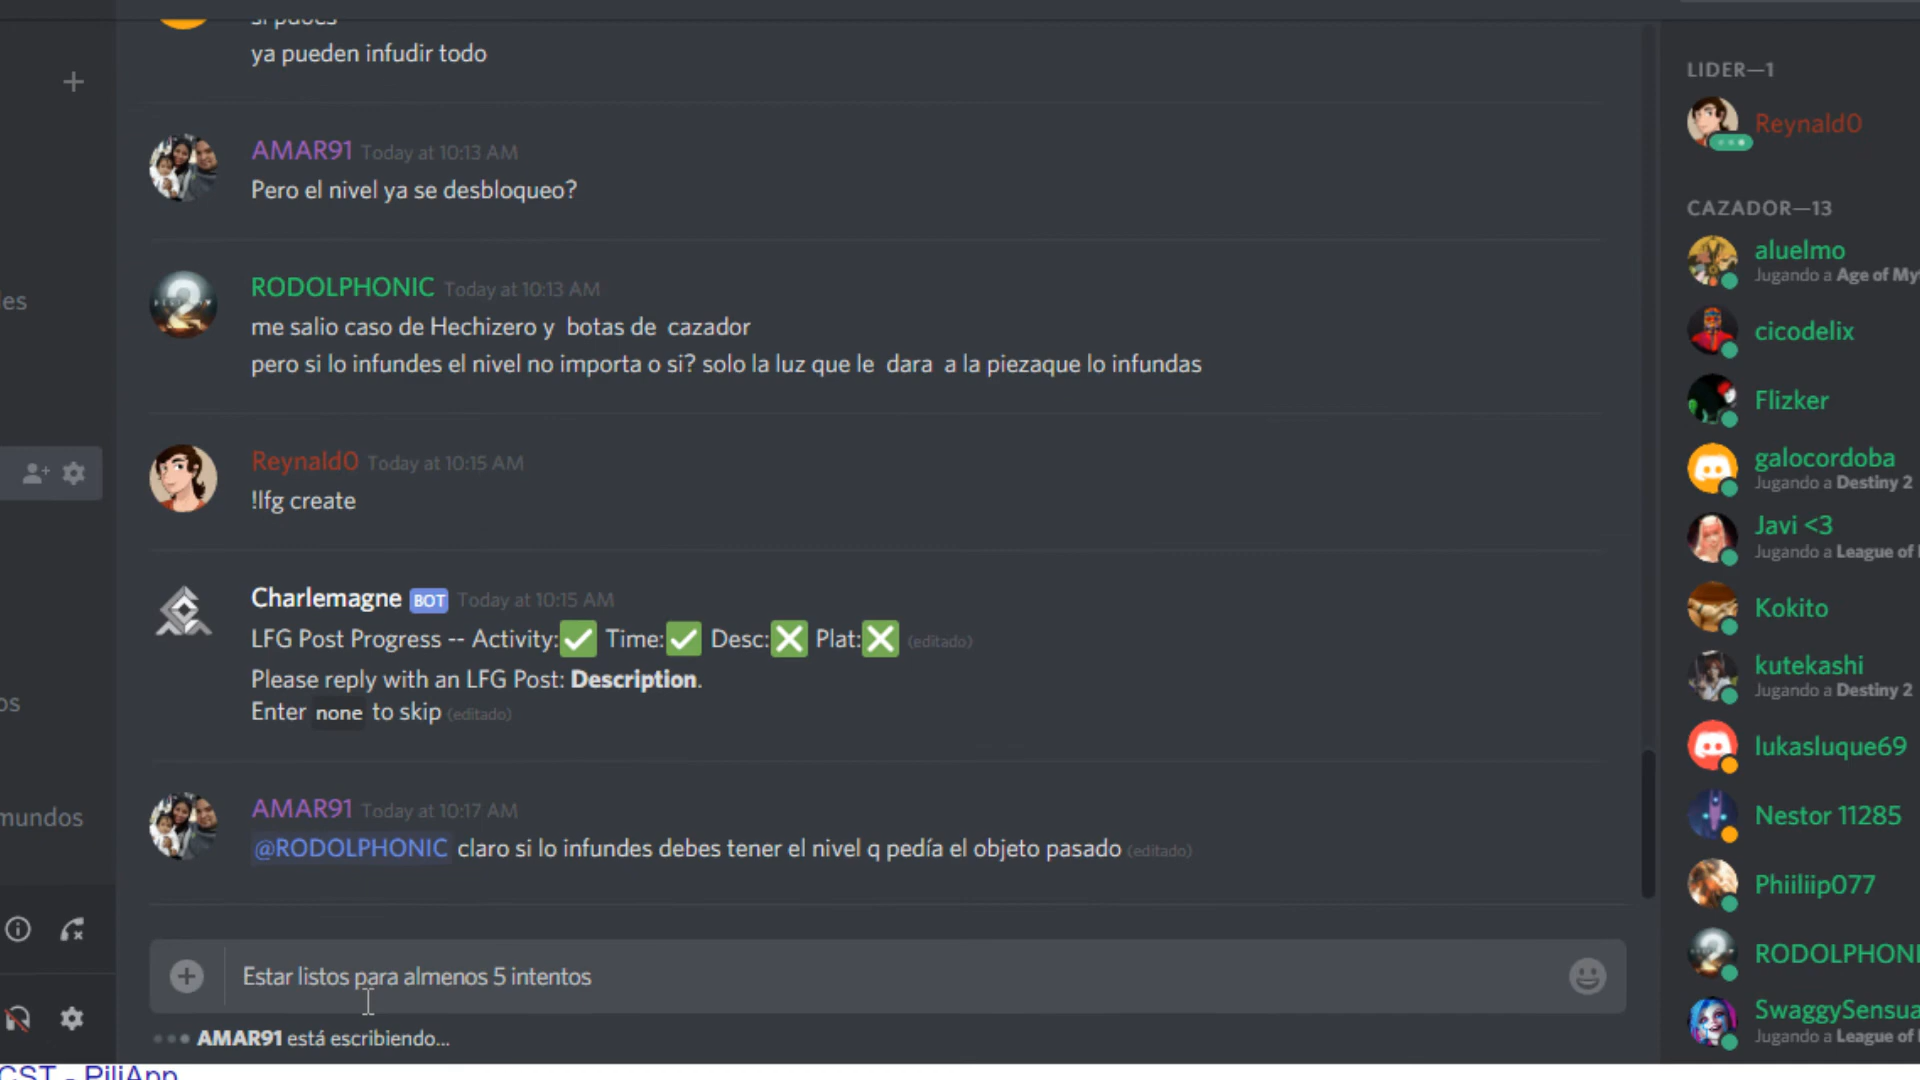 si pudes
ya pueden infudir todo
AMAR91 Today at 10:13 AM
Pero el nivel ya se desbloqueo?
RODOLPHONIC Today at 10:13 AM
me salio caso de Hechizero y botas de cazador
pero si lo infundes el nivel no importa o si? solo la luz que le dara a la piezaque lo infundas
Reynald0 Today at 10:15 AM
!lfg create
Charlemagne BOT Today at 10:15 AM
LFG Post Progress -- Activity:✅ Time:✅ Desc:❎ Plat:❎ (editado)
Please reply with an LFG Post: Description.
Enter none to skip (editado)
AMAR91 Today at 10:17 AM
@RODOLPHONIC claro si lo infundes debes tener el nivel q pedía el objeto pasado (editado)
Estar listos para almenos 5 intentos
AMAR91 está escribiendo...
les
os
mundos
CST - PiliApp
LIDER—1
Reynald0
CAZADOR—13
aluelmo
Jugando a Age of My
cicodelix
Flizker
galocordoba
Jugando a Destiny 2
Javi <3
Jugando a League of
Kokito
kutekashi
Jugando a Destiny 2
lukasluque69
Nestor 11285
Phiiliip077
RODOLPHONI
SwaggySensua
Jugando a League of